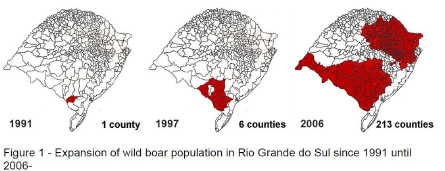 1991 1 county
1997 6 counties
2006 213 counties
Figure 1 - Expansion of wild boar population in Rio Grande do Sul since 1991 until
2006-